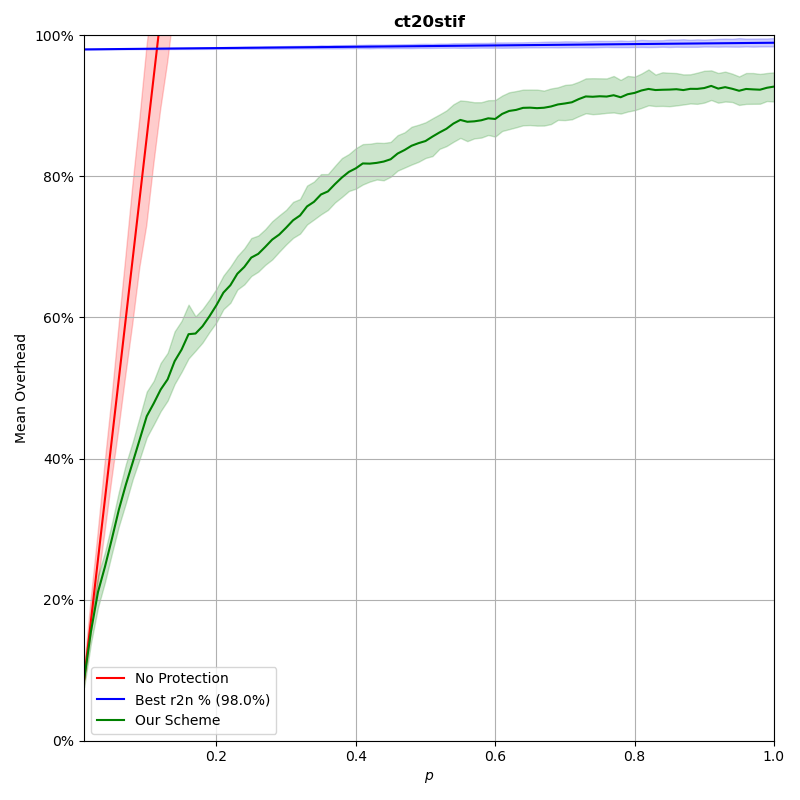 ct20stif
100%
80%
60%
40%
20%
0%
Mean Overhead
No Protection
Best r2n % (98.0%)
Our Scheme
0.2
0.4
0.6
0.8
1.0
p